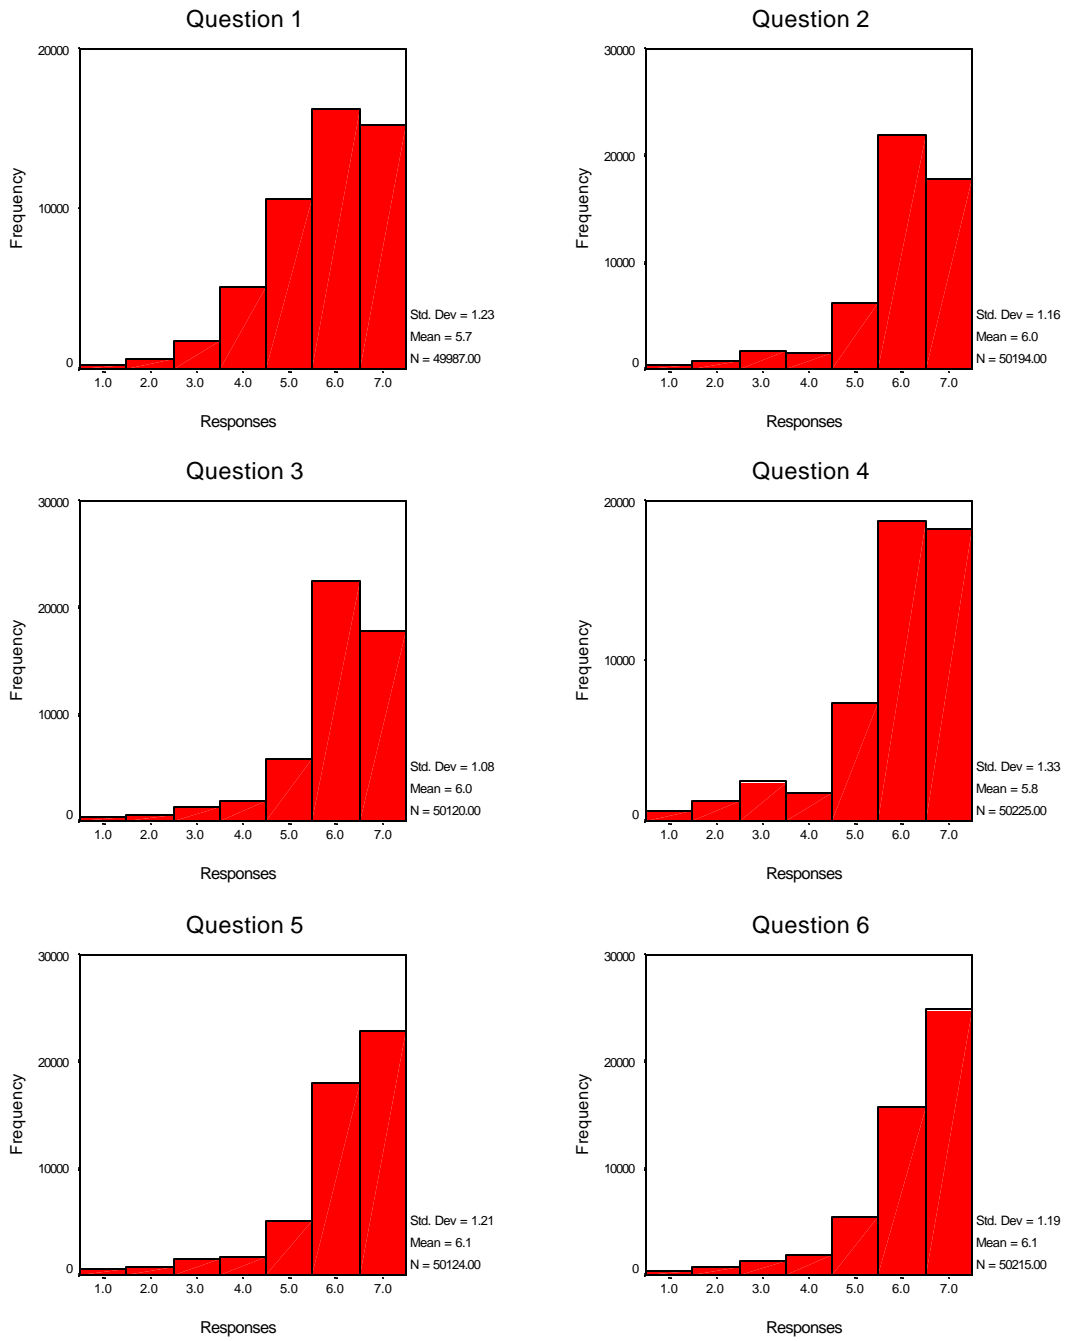 Question 1
20000
10000
0
Frequency
1.0 2.0 3.0 4.0 5.0 6.0 7.0
Responses
Std. Dev = 1.23
Mean = 5.7
N = 49987.00
Question 2
30000
20000
10000
0
Frequency
1.0 2.0 3.0 4.0 5.0 6.0 7.0
Responses
Std. Dev = 1.16
Mean = 6.0
N = 50194.00
Question 3
30000
20000
10000
0
Frequency
1.0 2.0 3.0 4.0 5.0 6.0 7.0
Responses
Std. Dev = 1.08
Mean = 6.0
N = 50120.00
Question 4
20000
10000
0
Frequency
1.0 2.0 3.0 4.0 5.0 6.0 7.0
Responses
Std. Dev = 1.33
Mean = 5.8
N = 50225.00
Question 5
30000
20000
10000
0
Frequency
1.0 2.0 3.0 4.0 5.0 6.0 7.0
Responses
Std. Dev = 1.21
Mean = 6.1
N = 50124.00
Question 6
30000
20000
10000
0
Frequency
1.0 2.0 3.0 4.0 5.0 6.0 7.0
Responses
Std. Dev = 1.19
Mean = 6.1
N = 50215.00